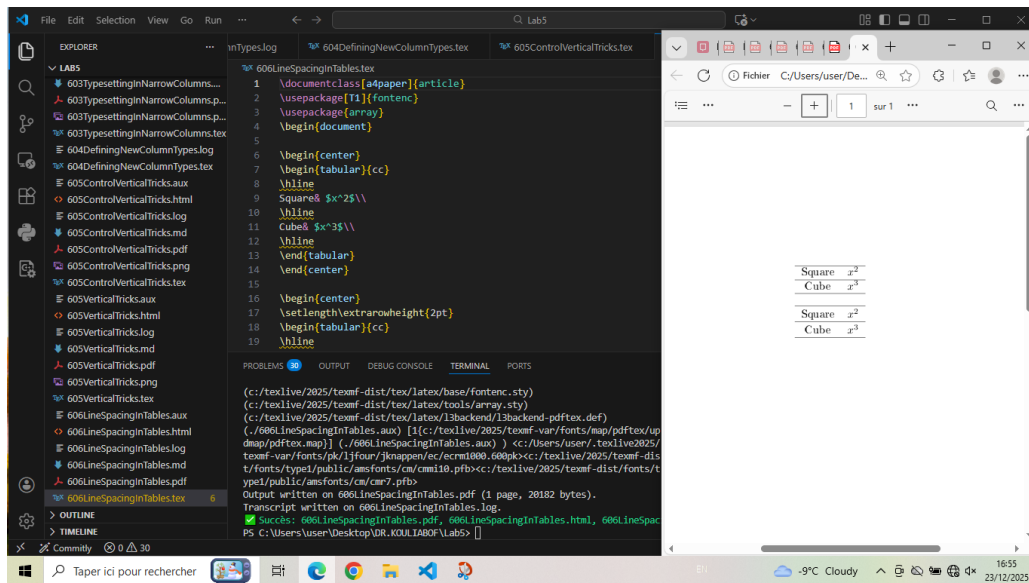 File Edit Selection View Go Run ··· Lab5
EXPLORER ···
LAB5
603TypesettingInNarrowColumns....
603TypesettingInNarrowColumns.p...
603TypesettingInNarrowColumns.p...
603TypesettingInNarrowColumns.tex
604DefiningNewColumnTypes.log
604DefiningNewColumnTypes.tex
605ControlVerticalTricks.aux
605ControlVerticalTricks.html
605ControlVerticalTricks.log
605ControlVerticalTricks.md
605ControlVerticalTricks.pdf
605ControlVerticalTricks.png
605ControlVerticalTricks.tex
605VerticalTricks.aux
605VerticalTricks.html
605VerticalTricks.log
605VerticalTricks.md
605VerticalTricks.pdf
605VerticalTricks.png
605VerticalTricks.tex
606LineSpacingInTables.aux
606LineSpacingInTables.html
606LineSpacingInTables.log
606LineSpacingInTables.md
606LineSpacingInTables.pdf
606LineSpacingInTables.tex 6
OUTLINE
TIMELINE
nnTypes.log 604DefiningNewColumnTypes.tex 605ControlVerticalTricks.tex
606LineSpacingInTables.tex
1 \documentclass[a4paper]{article}
2 \usepackage[T1]{fontenc}
3 \usepackage{array}
4 \begin{document}
5
6 \begin{center}
7 \begin{tabular}{cc}
8 \hline
9 Square& $x^2$\\
10 \hline
11 Cube& $x^3$\\
12 \hline
13 \end{tabular}
14 \end{center}
15
16 \begin{center}
17 \setlength\extrarowheight{2pt}
18 \begin{tabular}{cc}
19 \hline
PROBLEMS 30 OUTPUT DEBUG CONSOLE TERMINAL PORTS
(c:/texlive/2025/texmf-dist/tex/latex/base/fontenc.sty)
(c:/texlive/2025/texmf-dist/tex/latex/tools/array.sty)
(c:/texlive/2025/texmf-dist/tex/latex/l3backend/l3backend-pdftex.def)
(./606LineSpacingInTables.aux) [1{c:/texlive/2025/texmf-var/fonts/map/pdftex/up
dmap/pdftex.map}] (./606LineSpacingInTables.aux) ) <c:/Users/user/.texlive2025/
texmf-var/fonts/pk/ljfour/jknappen/ec/ecrm1000.600pk><c:/texlive/2025/texmf-dis
t/fonts/type1/public/amsfonts/cm/cmmi10.pfb><c:/texlive/2025/texmf-dist/fonts/t
ype1/public/amsfonts/cm/cmr7.pfb>
Output written on 606LineSpacingInTables.pdf (1 page, 20182 bytes).
Transcript written on 606LineSpacingInTables.log.
✅ Succès: 606LineSpacingInTables.pdf, 606LineSpacingInTables.html, 606LineSpac
PS C:\Users\user\Desktop\DR.KOULIABOF\Lab5>
Commitly 0 30
Fichier C:/Users/user/De...
1 sur 1 ···
Square x²
Cube x³
Square x²
Cube x³
Taper ici pour rechercher
EN
-9°C Cloudy
16:55
23/12/2025